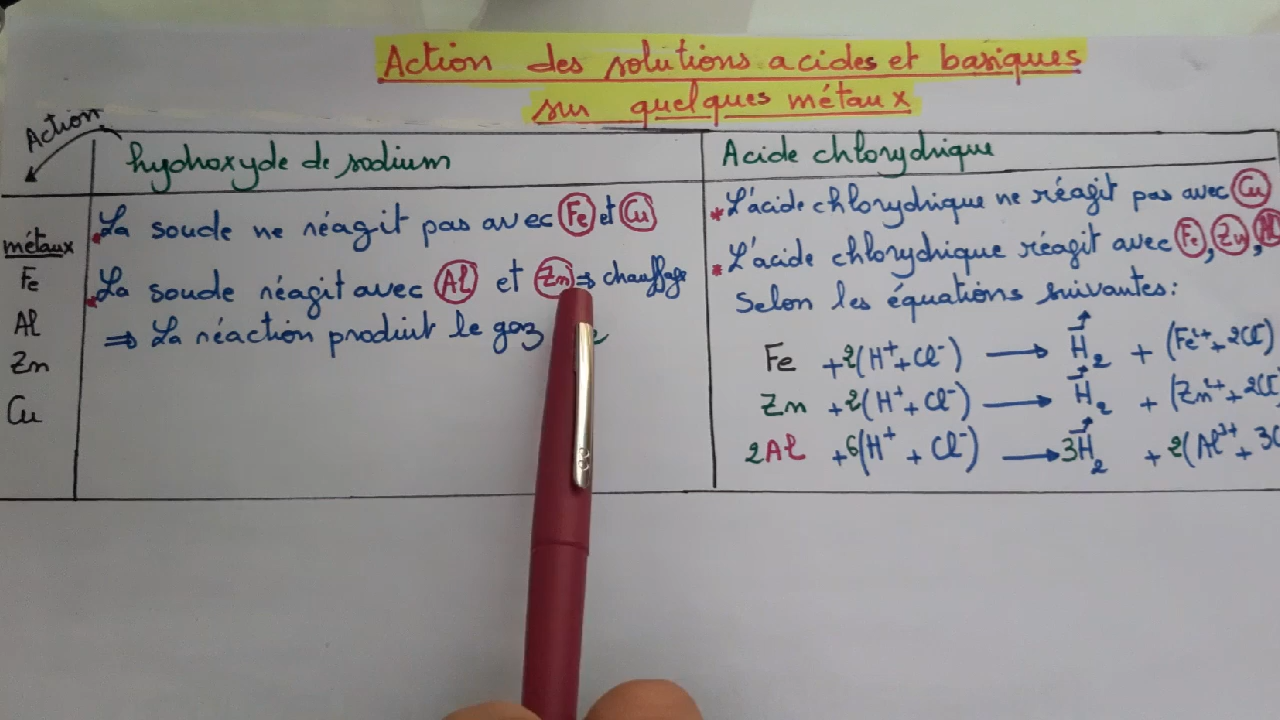 Action des solutions acides et basiques
sur quelques métaux
Action
métaux
Fe
Al
Zn
Cu
hydroxyde de sodium
* La soude ne réagit pas avec Fe et Cu
* La soude réagit avec Al et Zn ⇒ chauffage
⇒ La réaction produit le gaz
Acide chlorydrique
* L'acide chlorydrique ne réagit pas avec Cu
* L'acide chlorydrique réagit avec Fe, Zn, Al
Selon les équations suivantes:
Fe + 2(H⁺ + Cl⁻) → H₂ + (Fe²⁺ + 2Cl⁻)
Zn + 2(H⁺ + Cl⁻) → H₂ + (Zn²⁺ + 2Cl
2Al + 6(H⁺ + Cl⁻) → 3H₂ + 2(Al³⁺ + 3C